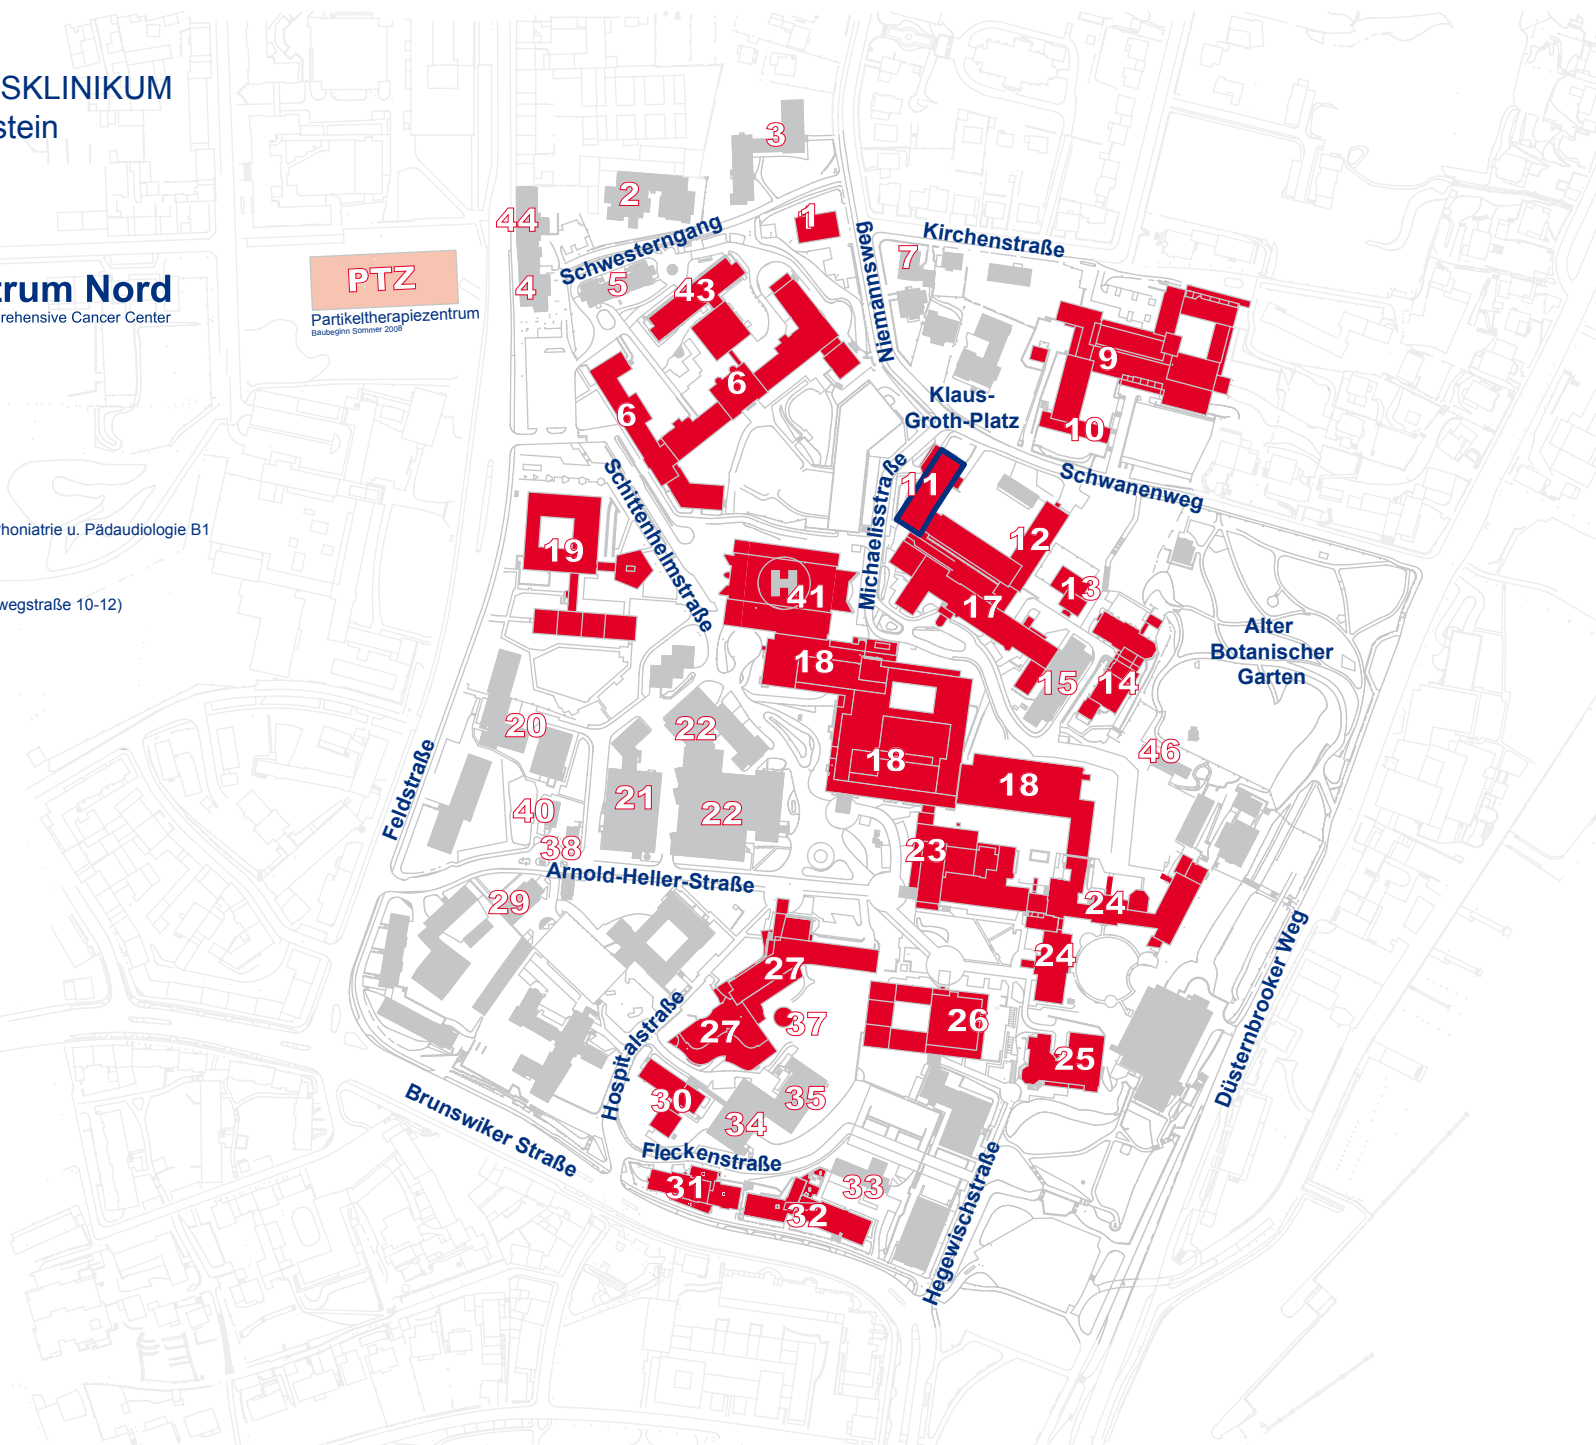 SKLINIKUM
stein
3
2
44
1
Schwesterngang
Niemannsweg
Kirchenstraße
7
PTZ
4
5
43
trum Nord
rehensive Cancer Center
Partikeltherapiezentrum
Baubeginn Sommer 2008
9
6
6
Klaus-
Groth-Platz
10
11
Schwanenweg
Schittenhelmstraße
Michaelisstraße
honiatrie u. Pädaudiologie B1
19
12
H
41
13
wegstraße 10-12)
17
Alter
Botanischer
Garten
18
15
14
20
22
46
18
18
Feldstraße
21
40
22
38
23
Arnold-Heller-Straße
29
24
24
27
Düsternbrooker Weg
27
37
26
Hospitalstraße
25
30
35
34
Brunswiker Straße
Fleckenstraße
31
33
32
Hegewischstraße